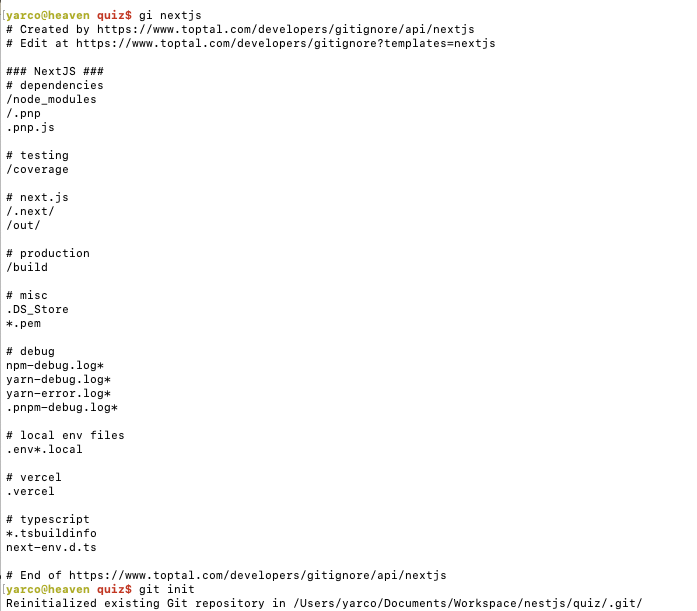 [yarco@heaven quiz$ gi nextjs
# Created by https://www.toptal.com/developers/gitignore/api/nextjs
# Edit at https://www.toptal.com/developers/gitignore?templates=nextjs

### NextJS ###
# dependencies
/node_modules
/.pnp
.pnp.js

# testing
/coverage

# next.js
/.next/
/out/

# production
/build

# misc
.DS_Store
*.pem

# debug
npm-debug.log*
yarn-debug.log*
yarn-error.log*
.pnpm-debug.log*

# local env files
.env*.local

# vercel
.vercel

# typescript
*.tsbuildinfo
next-env.d.ts

# End of https://www.toptal.com/developers/gitignore/api/nextjs
[yarco@heaven quiz$ git init
Reinitialized existing Git repository in /Users/yarco/Documents/Workspace/nestjs/quiz/.git/